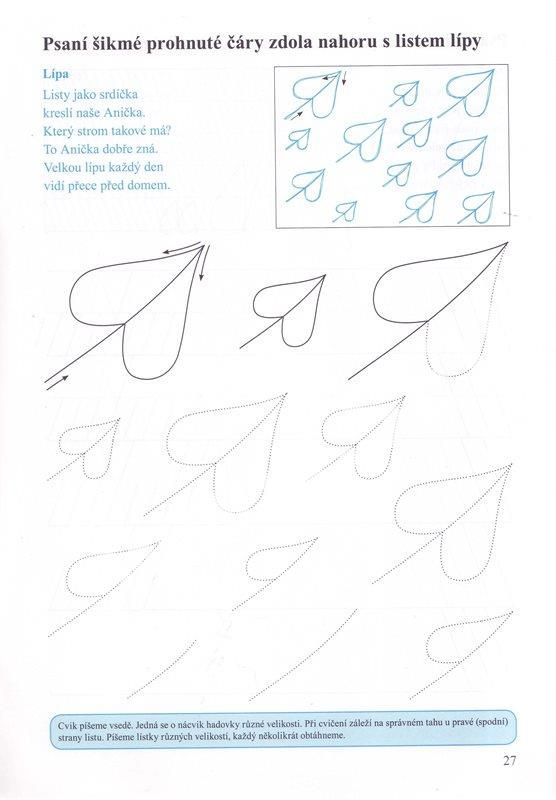 Psaní šikmé prohnuté čáry zdola nahoru s listem lípy
Lípa
Listy jako srdíčka
kreslí naše Anička.
Který strom takové má?
To Anička dobře zná.
Velkou lípu každý den
vidí přece před domem.
Cvik píšeme vsedě. Jedná se o nácvik hadovky různé velikosti. Při cvičení záleží na správném tahu u pravé (spodní)
strany listu. Píšeme lístky různých velikostí, každý několikrát obtáhneme.
27